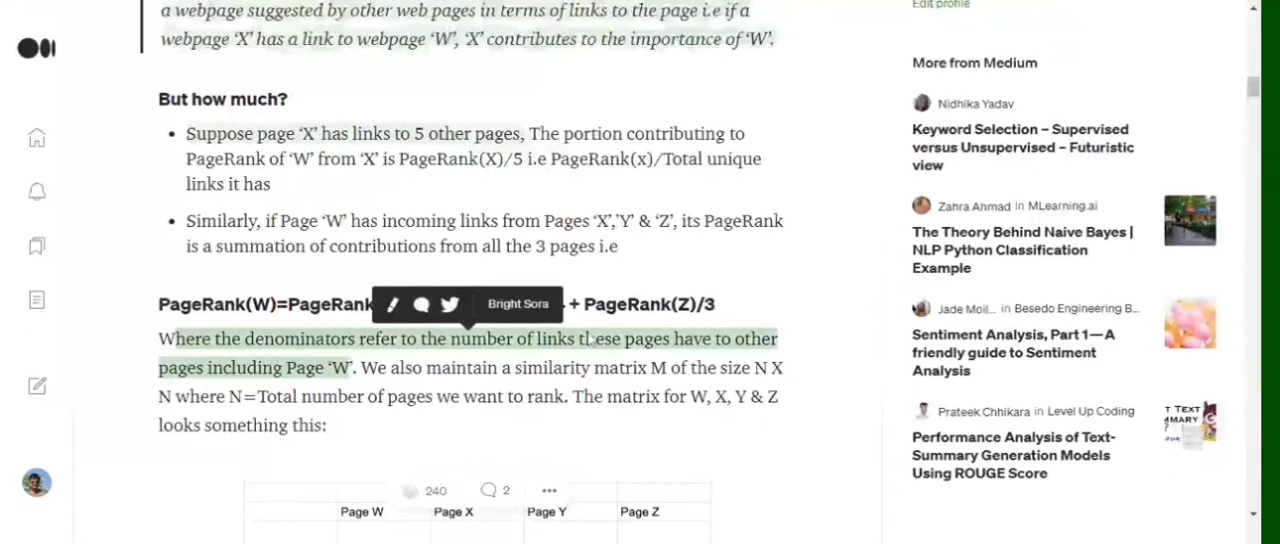 a webpage suggested by other web pages in terms of links to the page i.e if a
webpage ‘X’ has a link to webpage ‘W’, ‘X’ contributes to the importance of ‘W’.
But how much?
• Suppose page ‘X’ has links to 5 other pages, The portion contributing to
PageRank of ‘W’ from ‘X’ is PageRank(X)/5 i.e PageRank(x)/Total unique
links it has
• Similarly, if Page ‘W’ has incoming links from Pages ‘X’,’Y’ & ‘Z’, its PageRank
is a summation of contributions from all the 3 pages i.e
PageRank(W)=PageRank + PageRank(Z)/3
Bright Sora
Where the denominators refer to the number of links these pages have to other
pages including Page ‘W’. We also maintain a similarity matrix M of the size N X
N where N=Total number of pages we want to rank. The matrix for W, X, Y & Z
looks something this:
240 2
Page W Page X Page Y Page Z
Edit profile
More from Medium
Nidhika Yadav
Keyword Selection – Supervised
versus Unsupervised – Futuristic
view
Zahra Ahmad in MLearning.ai
The Theory Behind Naive Bayes |
NLP Python Classification
Example
Jade Moil... in Besedo Engineering B...
Sentiment Analysis, Part 1—A
friendly guide to Sentiment
Analysis
Prateek Chhikara in Level Up Coding
Performance Analysis of Text-
Summary Generation Models
Using ROUGE Score